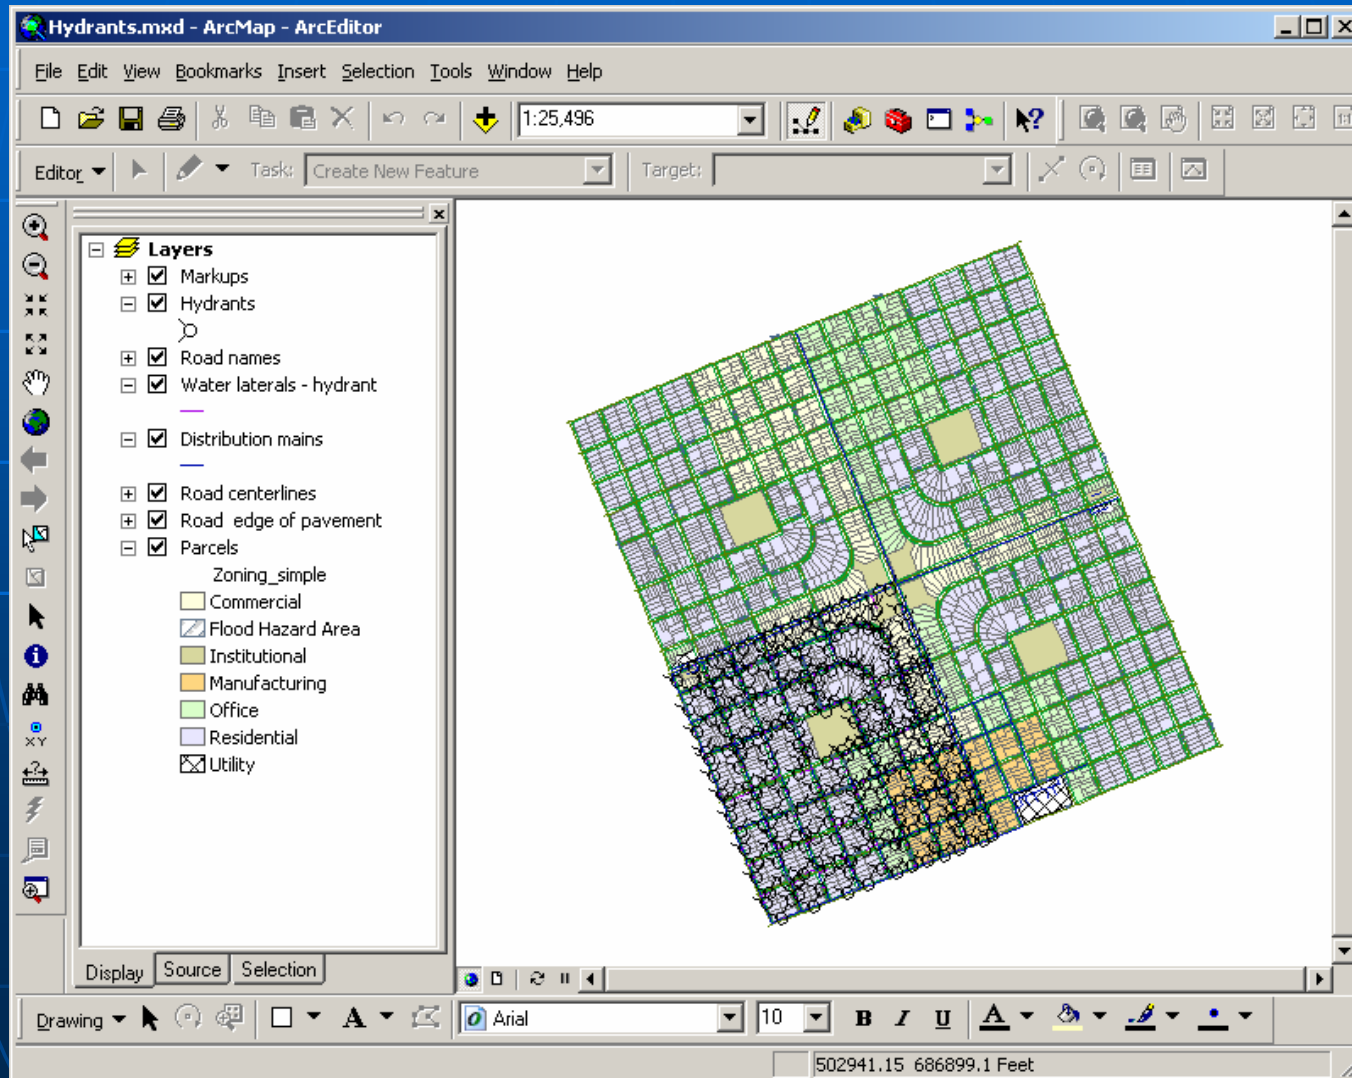 Hydrants.mxd - ArcMap - ArcEditor
File Edit View Bookmarks Insert Selection Tools Window Help
1:25,496
Editor Task: Create New Feature Target:
Layers
Markups
Hydrants
Road names
Water laterals - hydrant
Distribution mains
Road centerlines
Road edge of pavement
Parcels
Zoning_simple
Commercial
Flood Hazard Area
Institutional
Manufacturing
Office
Residential
Utility
Display Source Selection
Drawing A Arial 10 B I U A
502941.15 686899.1 Feet